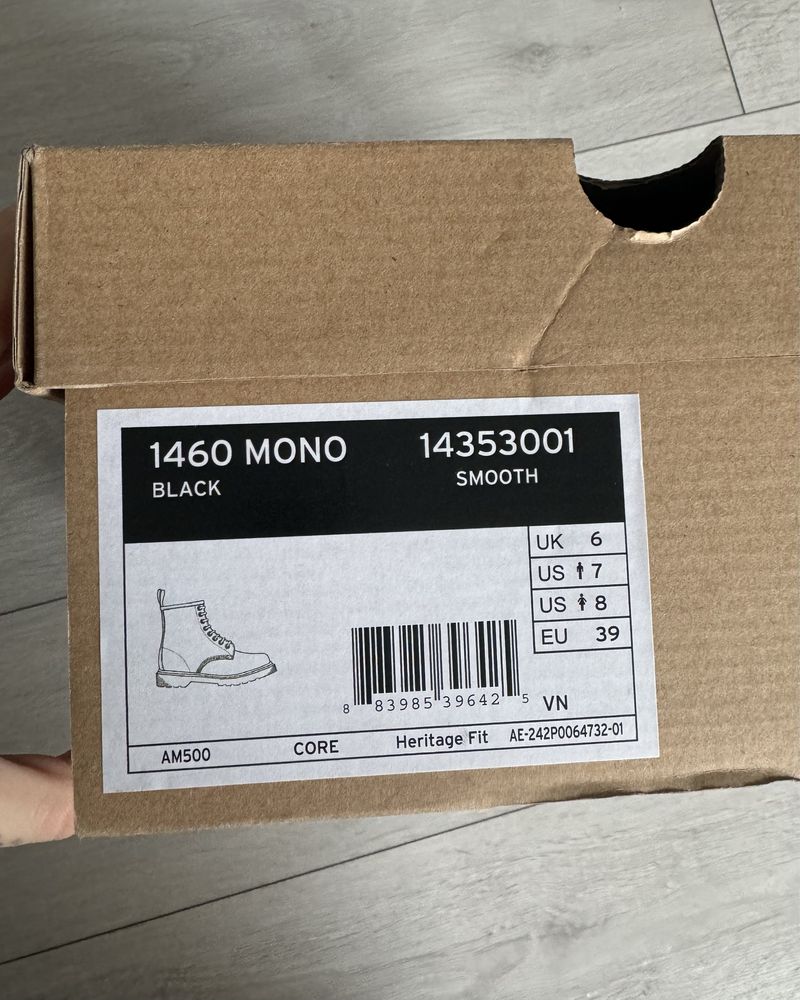 1460 MONO 14353001
BLACK SMOOTH
UK 6
US 7
US 8
EU 39
8 83985 39642 5
VN
AM500 CORE Heritage Fit AE-242P0064732-01